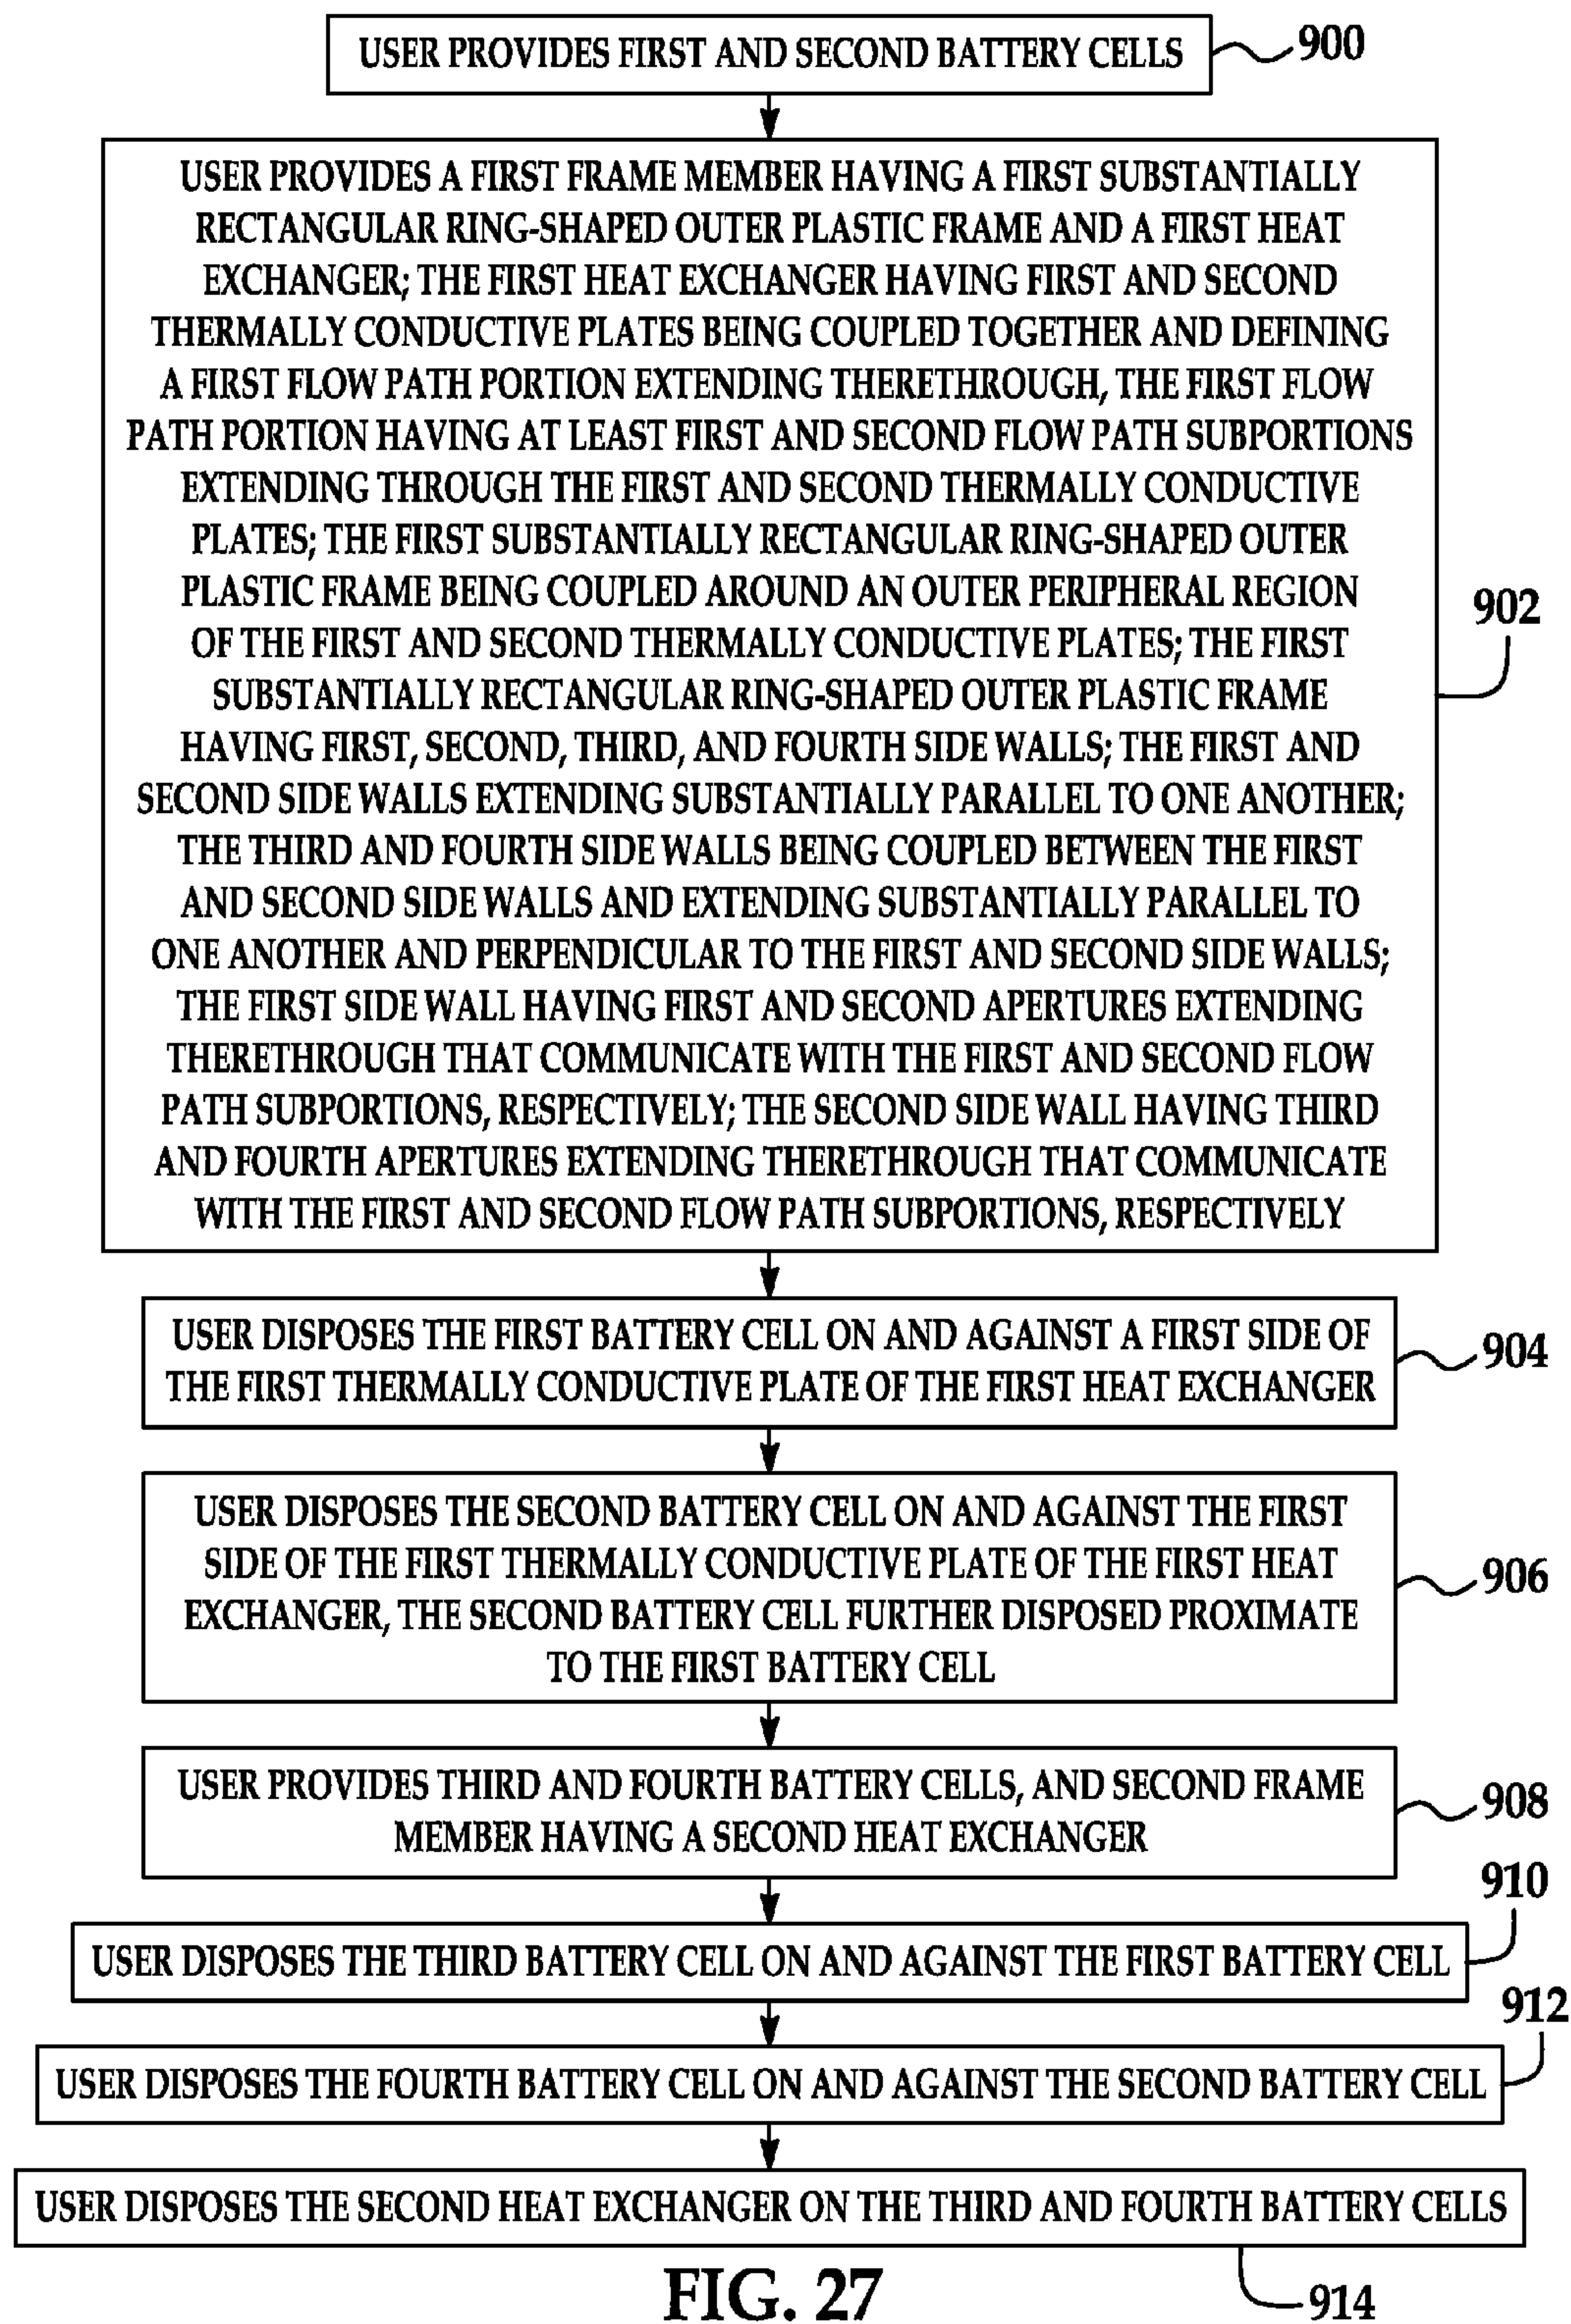 USER PROVIDES FIRST AND SECOND BATTERY CELLS
900
USER PROVIDES A FIRST FRAME MEMBER HAVING A FIRST SUBSTANTIALLY
RECTANGULAR RING-SHAPED OUTER PLASTIC FRAME AND A FIRST HEAT
EXCHANGER; THE FIRST HEAT EXCHANGER HAVING FIRST AND SECOND
THERMALLY CONDUCTIVE PLATES BEING COUPLED TOGETHER AND DEFINING
A FIRST FLOW PATH PORTION EXTENDING THERETHROUGH, THE FIRST FLOW
PATH PORTION HAVING AT LEAST FIRST AND SECOND FLOW PATH SUBPORTIONS
EXTENDING THROUGH THE FIRST AND SECOND THERMALLY CONDUCTIVE
PLATES; THE FIRST SUBSTANTIALLY RECTANGULAR RING-SHAPED OUTER
PLASTIC FRAME BEING COUPLED AROUND AN OUTER PERIPHERAL REGION
OF THE FIRST AND SECOND THERMALLY CONDUCTIVE PLATES; THE FIRST
SUBSTANTIALLY RECTANGULAR RING-SHAPED OUTER PLASTIC FRAME
HAVING FIRST, SECOND, THIRD, AND FOURTH SIDE WALLS; THE FIRST AND
SECOND SIDE WALLS EXTENDING SUBSTANTIALLY PARALLEL TO ONE ANOTHER;
THE THIRD AND FOURTH SIDE WALLS BEING COUPLED BETWEEN THE FIRST
AND SECOND SIDE WALLS AND EXTENDING SUBSTANTIALLY PARALLEL TO
ONE ANOTHER AND PERPENDICULAR TO THE FIRST AND SECOND SIDE WALLS;
THE FIRST SIDE WALL HAVING FIRST AND SECOND APERTURES EXTENDING
THERETHROUGH THAT COMMUNICATE WITH THE FIRST AND SECOND FLOW
PATH SUBPORTIONS, RESPECTIVELY; THE SECOND SIDE WALL HAVING THIRD
AND FOURTH APERTURES EXTENDING THERETHROUGH THAT COMMUNICATE
WITH THE FIRST AND SECOND FLOW PATH SUBPORTIONS, RESPECTIVELY
902
USER DISPOSES THE FIRST BATTERY CELL ON AND AGAINST A FIRST SIDE OF
THE FIRST THERMALLY CONDUCTIVE PLATE OF THE FIRST HEAT EXCHANGER
904
USER DISPOSES THE SECOND BATTERY CELL ON AND AGAINST THE FIRST
SIDE OF THE FIRST THERMALLY CONDUCTIVE PLATE OF THE FIRST HEAT
EXCHANGER, THE SECOND BATTERY CELL FURTHER DISPOSED PROXIMATE
TO THE FIRST BATTERY CELL
906
USER PROVIDES THIRD AND FOURTH BATTERY CELLS, AND SECOND FRAME
MEMBER HAVING A SECOND HEAT EXCHANGER
908
USER DISPOSES THE THIRD BATTERY CELL ON AND AGAINST THE FIRST BATTERY CELL
910
USER DISPOSES THE FOURTH BATTERY CELL ON AND AGAINST THE SECOND BATTERY CELL
912
USER DISPOSES THE SECOND HEAT EXCHANGER ON THE THIRD AND FOURTH BATTERY CELLS
914
FIG. 27